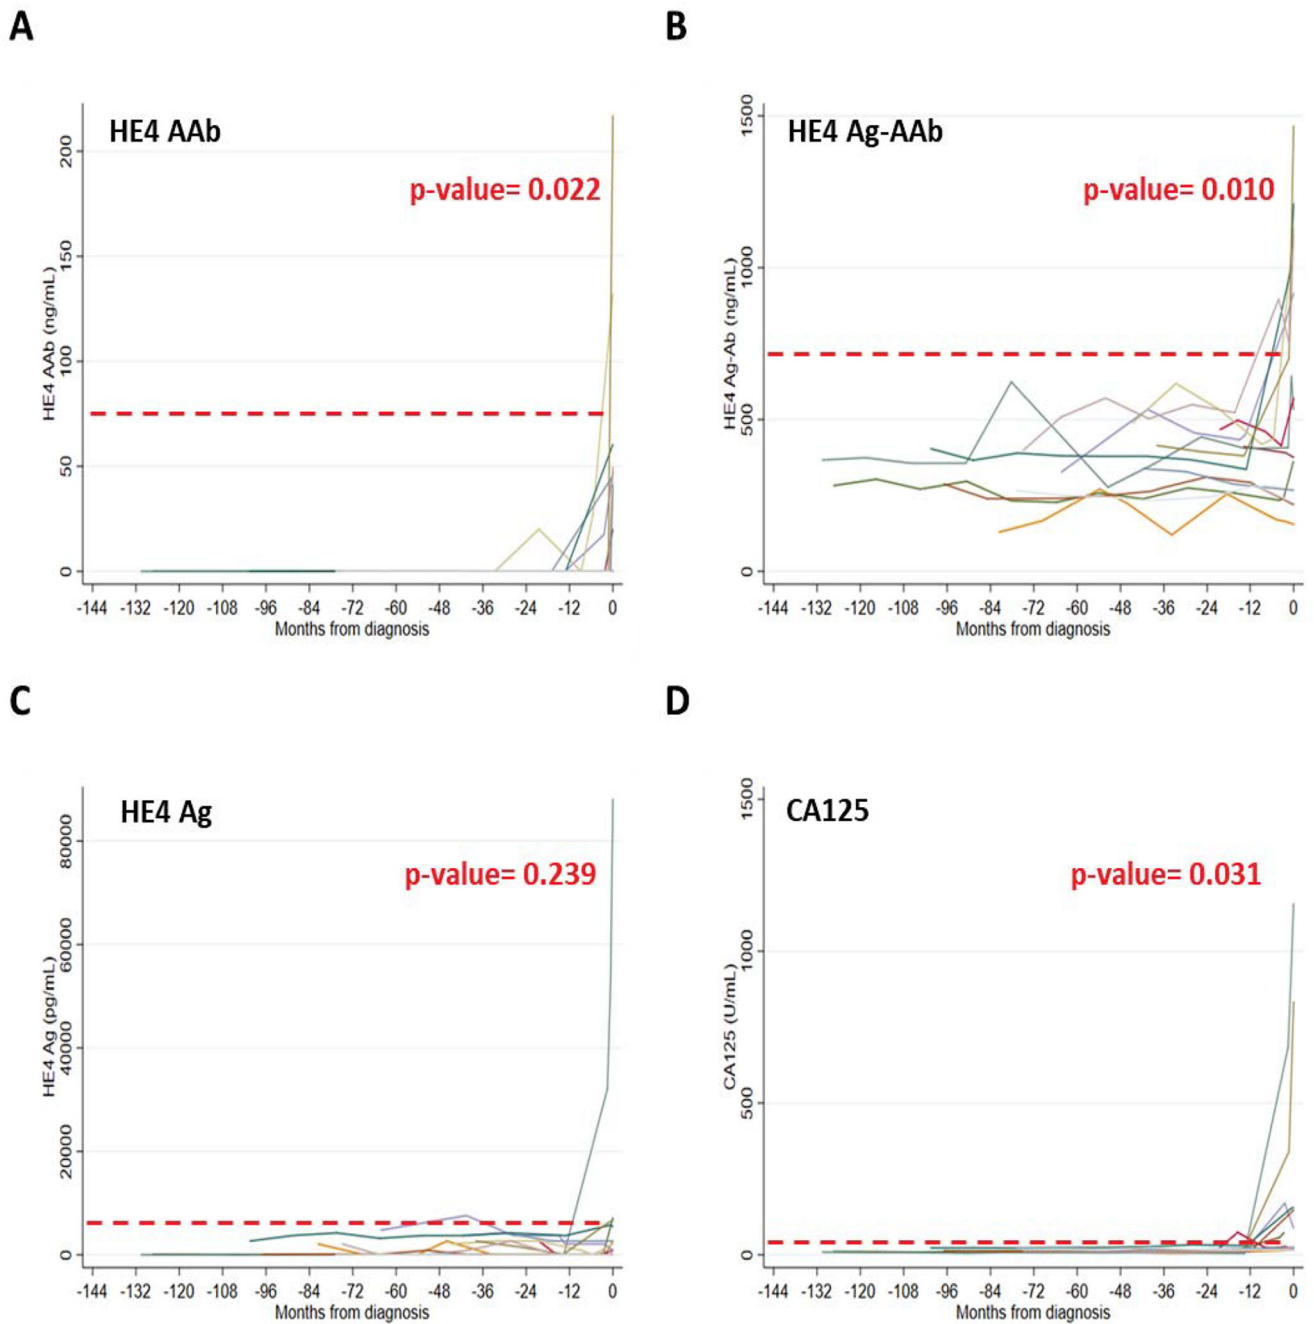 A
HE4 AAb
p-value= 0.022
HE4 AAb (ng/mL)
200
150
100
50
0
-144 -132 -120 -108 -96 -84 -72 -60 -48 -36 -24 -12 0
Months from diagnosis
B
HE4 Ag-AAb
p-value= 0.010
HE4 Ag-Ab (ng/mL)
1500
1000
500
0
-144 -132 -120 -108 -96 -84 -72 -60 -48 -36 -24 -12 0
Months from diagnosis
C
HE4 Ag
p-value= 0.239
HE4 Ag (pg/mL)
80000
60000
40000
20000
0
-144 -132 -120 -108 -96 -84 -72 -60 -48 -36 -24 -12 0
Months from diagnosis
D
CA125
p-value= 0.031
CA125 (U/mL)
1500
1000
500
0
-144 -132 -120 -108 -96 -84 -72 -60 -48 -36 -24 -12 0
Months from diagnosis